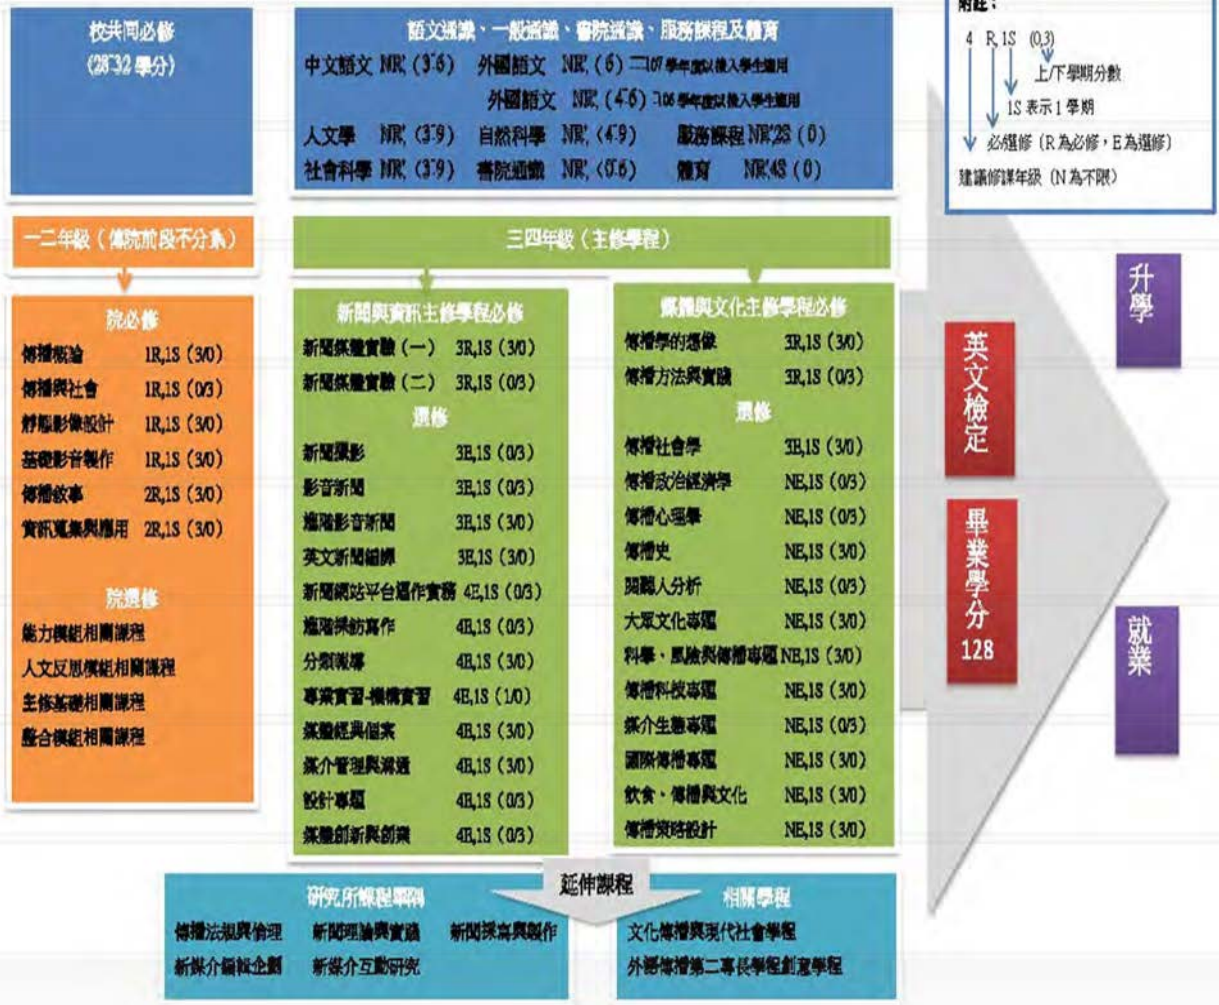 校共同必修
(28-32 學分)
語文通識、一般通識、書院通識、服務課程及體育
中文語文 NR, (3-6) 外國語文 NR, (6) 107 學年度以後入學生適用
外國語文 NR, (4-6) 106 學年度以後入學生適用
人文學 NR, (3-9) 自然科學 NR, (4-9) 服務課程 NR,2S (0)
社會科學 NR, (3-9) 書院通識 NR, (0-6) 體育 NR,4S (0)
附註：
4 R,1S (0,3)
上/下學期分數
1S 表示 1 學期
必/選修 (R 為必修，E 為選修)
建議修課年級 (N 為不限)
一二年級（傳院前段不分系）
院必修
傳播概論 1R,1S (3/0)
傳播與社會 1R,1S (0/3)
靜態影像設計 1R,1S (3/0)
基礎影音製作 1R,1S (3/0)
傳播敘事 2R,1S (3/0)
資訊蒐集與應用 2R,1S (3/0)
院選修
能力模組相關課程
人文反思模組相關課程
主修基礎相關課程
整合模組相關課程
三四年級（主修學程）
新聞與資訊主修學程必修
新聞媒體實驗（一） 3R,1S (3/0)
新聞媒體實驗（二） 3R,1S (0/3)
選修
新聞攝影 3E,1S (0/3)
影音新聞 3E,1S (0/3)
進階影音新聞 3E,1S (3/0)
英文新聞編譯 3E,1S (3/0)
新聞網站平台運作實務 4E,1S (0/3)
進階採訪寫作 4E,1S (0/3)
分類報導 4E,1S (3/0)
專業實習-機構實習 4E,1S (1/0)
媒體經典個案 4E,1S (3/0)
媒介管理與溝通 4E,1S (3/0)
設計專題 4E,1S (0/3)
媒體創新與創業 4E,1S (0/3)
媒體與文化主修學程必修
傳播學的想像 3R,1S (3/0)
傳播方法與實踐 3R,1S (0/3)
選修
傳播社會學 3E,1S (3/0)
傳播政治經濟學 NE,1S (0/3)
傳播心理學 NE,1S (0/3)
傳播史 NE,1S (3/0)
閱聽人分析 NE,1S (0/3)
大眾文化專題 NE,1S (3/0)
科學、風險與傳播專題 NE,1S (3/0)
傳播科技專題 NE,1S (3/0)
媒介生態專題 NE,1S (0/3)
國際傳播專題 NE,1S (3/0)
飲食、傳播與文化 NE,1S (3/0)
傳播策略設計 NE,1S (3/0)
英文檢定
畢業學分
128
升學
就業
延伸課程
研究所課程
傳播法規與倫理 新聞理論與實踐 新聞採寫與製作
新媒介編輯企劃 新媒介互動研究
相關學程
文化傳播與現代社會學程
外語傳播第二專長學程創意學程